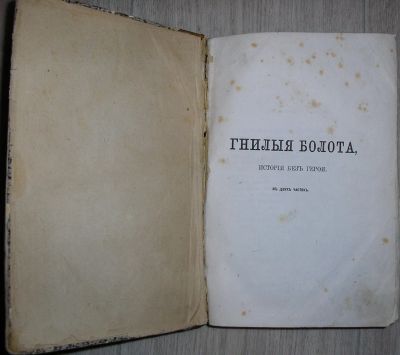 ГНИЛЫЯ БОЛОТА,
ИСТОРІЯ БЕЗЪ ГЕРОЯ.
ВЪ ДВУХЪ ЧАСТЯХЪ.